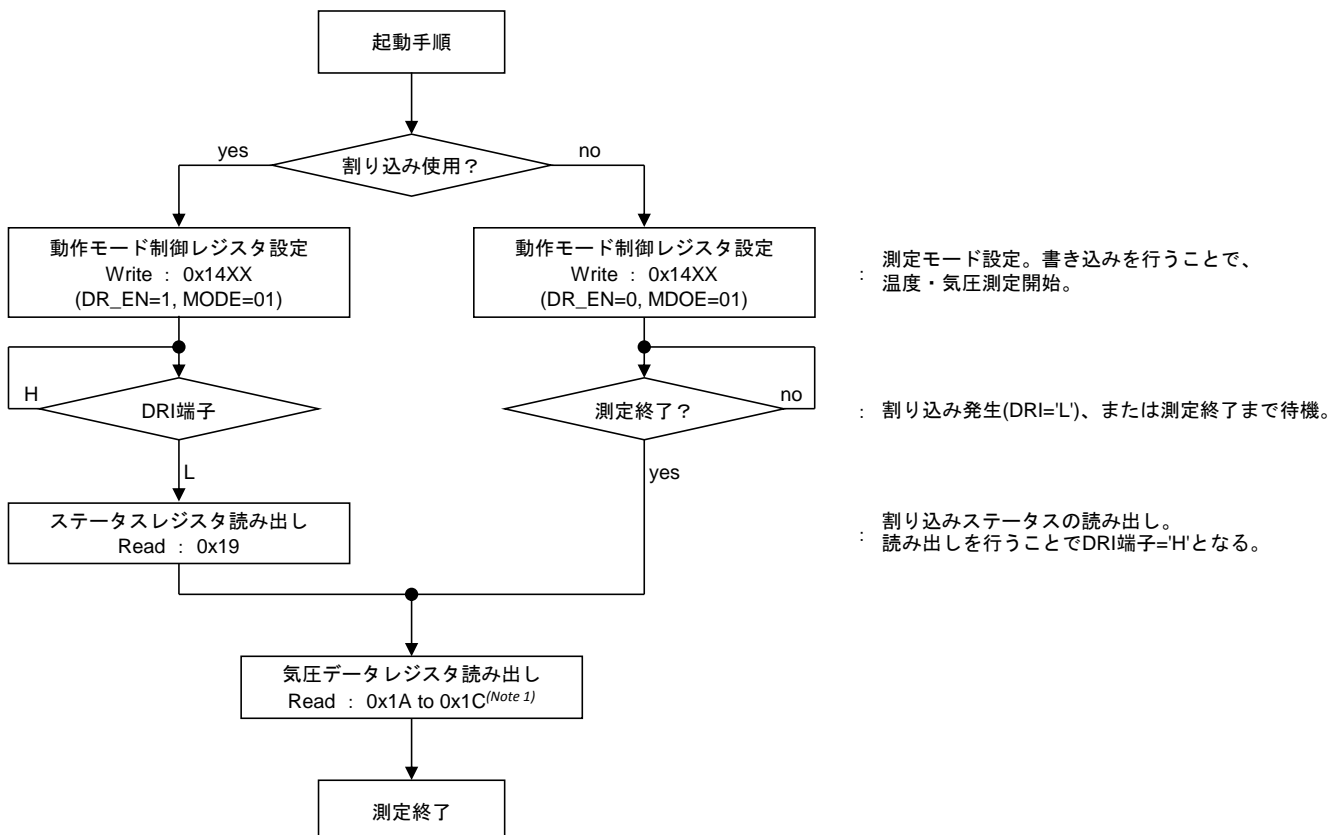 起動手順
割り込み使用？
yes
no
動作モード制御レジスタ設定
Write : 0x14XX
(DR_EN=1, MODE=01)
動作モード制御レジスタ設定
Write : 0x14XX
(DR_EN=0, MDOE=01)
: 測定モード設定。書き込みを行うことで、
温度・気圧測定開始。
H
DRI端子
L
測定終了？
no
yes
: 割り込み発生(DRI='L')、または測定終了まで待機。
ステータスレジスタ読み出し
Read : 0x19
: 割り込みステータスの読み出し。
読み出しを行うことでDRI端子='H'となる。
気圧データレジスタ読み出し
Read : 0x1A to 0x1C(Note 1)
測定終了